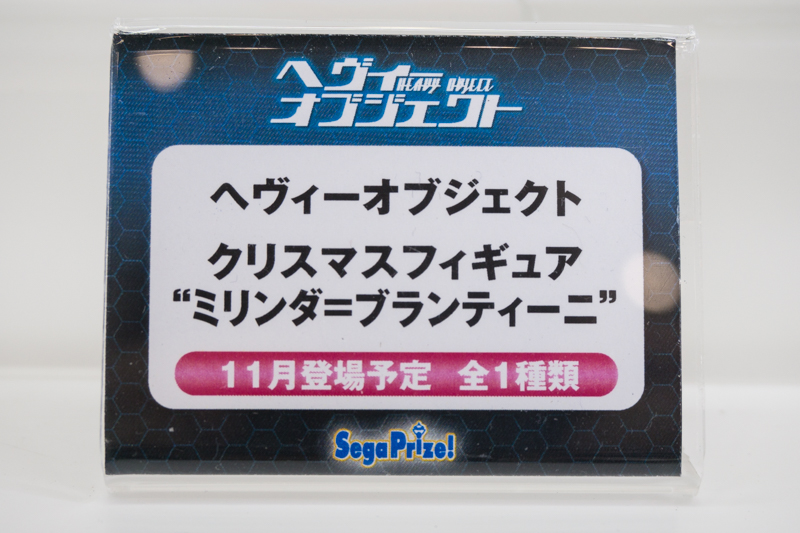 ヘヴィー
HEAVY OBJECT
オブジェクト
ヘヴィーオブジェクト
クリスマスフィギュア
“ミリンダ=ブランティーニ”
11月登場予定 全1種類
SegaPrize!